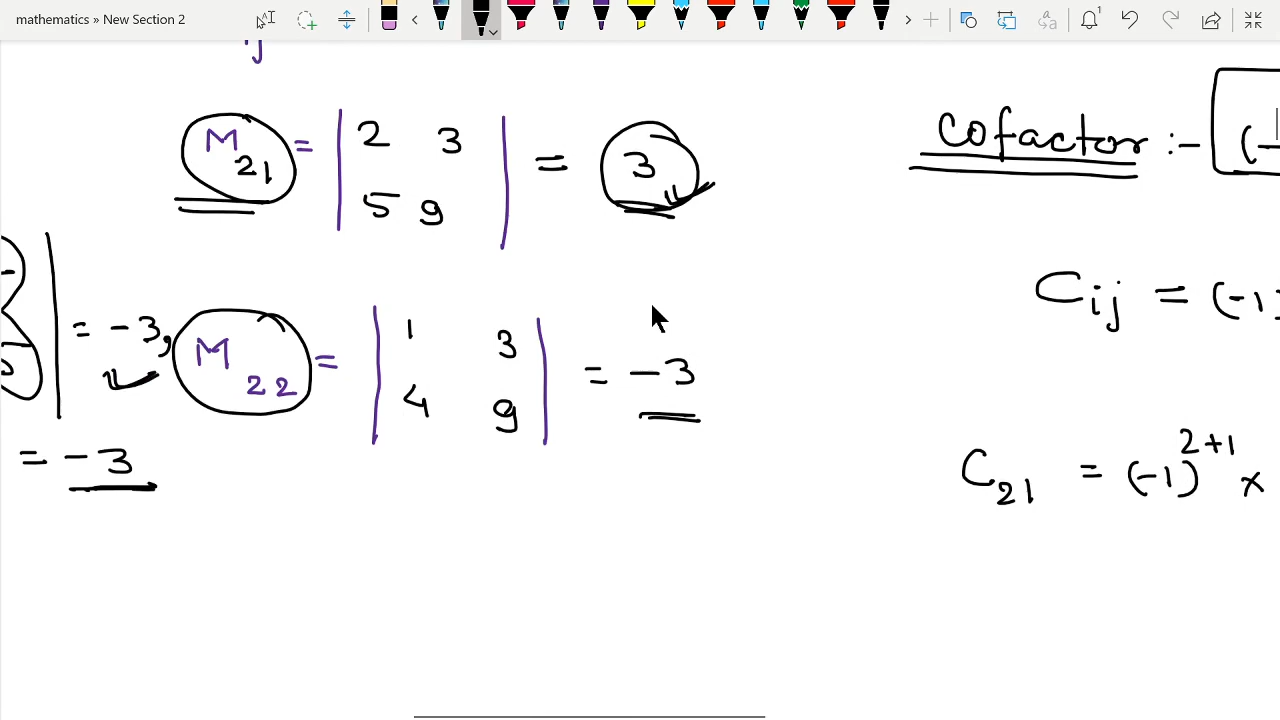 mathematics » New Section 2
ij
M21 = | 2 3 | = 3
| 5 9 |
Cofactor :- (-
= -3, M22 = | 1 3 | = -3
| 4 9 |
Cij = (-1)
= -3
C21 = (-1)^2+1 ×